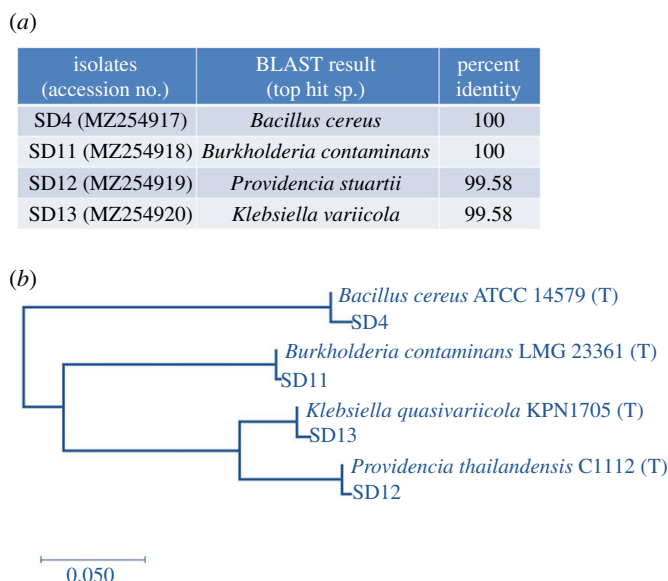 (a)
isolates BLAST result percent
(accession no.) (top hit sp.) identity
SD4 (MZ254917) Bacillus cereus 100
SD11 (MZ254918) Burkholderia contaminans 100
SD12 (MZ254919) Providencia stuartii 99.58
SD13 (MZ254920) Klebsiella variicola 99.58
(b)
Bacillus cereus ATCC 14579 (T)
SD4
Burkholderia contaminans LMG 23361 (T)
SD11
Klebsiella quasivariicola KPN1705 (T)
SD13
Providencia thailandensis C1112 (T)
SD12
0.050